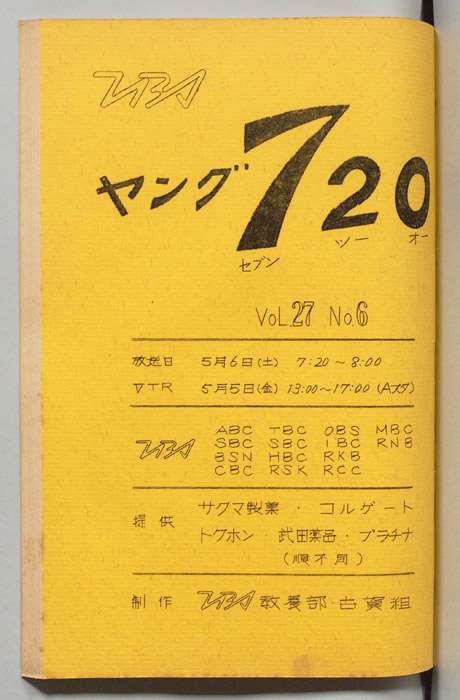 TBS
ヤング720
セブン ツー オー
VOL.27 No.6
放送日 5月6日(土) 7:20〜8:00
VTR 5月5日(金) 13:00〜17:00 (Aスタ)
TBS
ABC TBC OBS MBC
SBC SBC IBC RNB
BSN HBC RKB
CBC RSK RCC
提供 サクマ製菓・コルゲート
トクホン・武田薬品・プラチナ
(順不同)
制作 TBS 教養部・古賀組